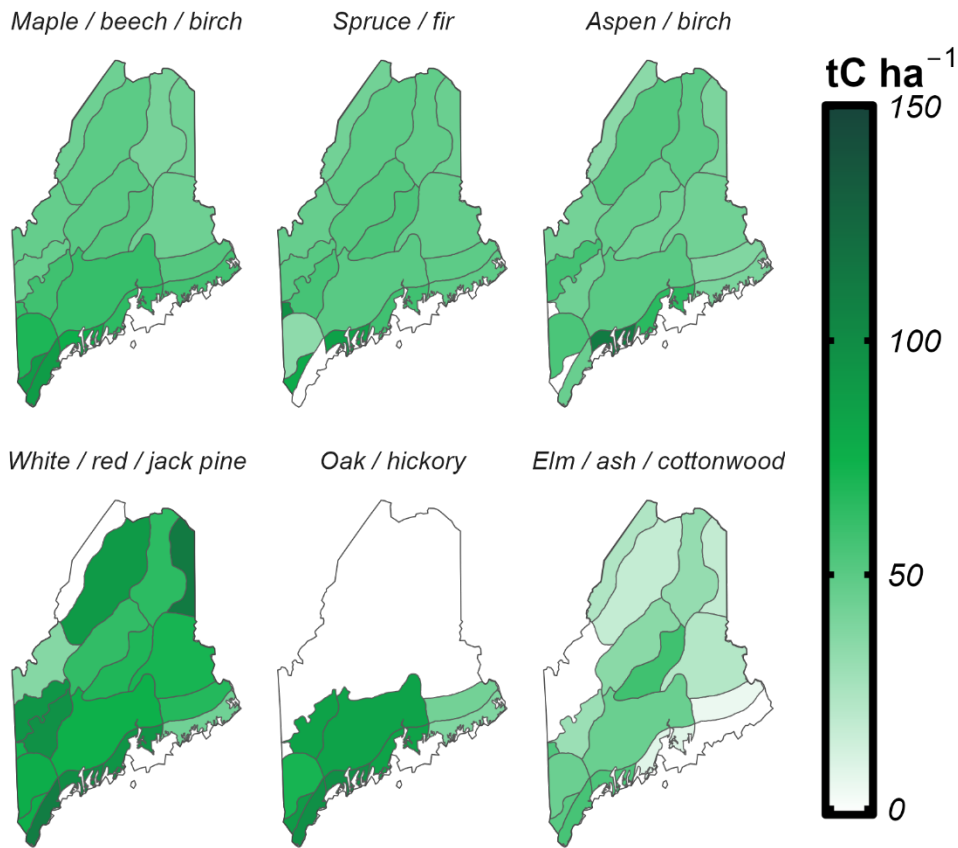 Maple / beech / birch
Spruce / fir
Aspen / birch
tC ha⁻¹
150
100
50
0
White / red / jack pine
Oak / hickory
Elm / ash / cottonwood